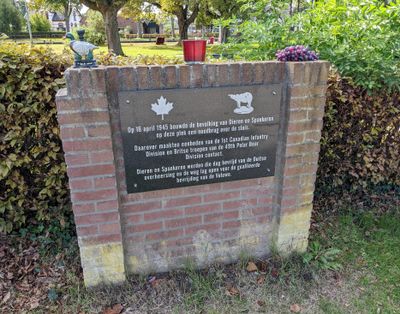 Op 16 april 1945 bouwde de bevolking van Dieren en Spankeren
op deze plek een noodbrug over de sluis.
Daarover maakten eenheden van de 1st Canadian Infantry
Division en Britse troepen van de 49th Polar Bear
Division contact.
Dieren en Spankeren werden die dag bevrijd van de Duitse
overheersing en de weg lag open voor de geallieerde
bevrijding van de Veluwe.